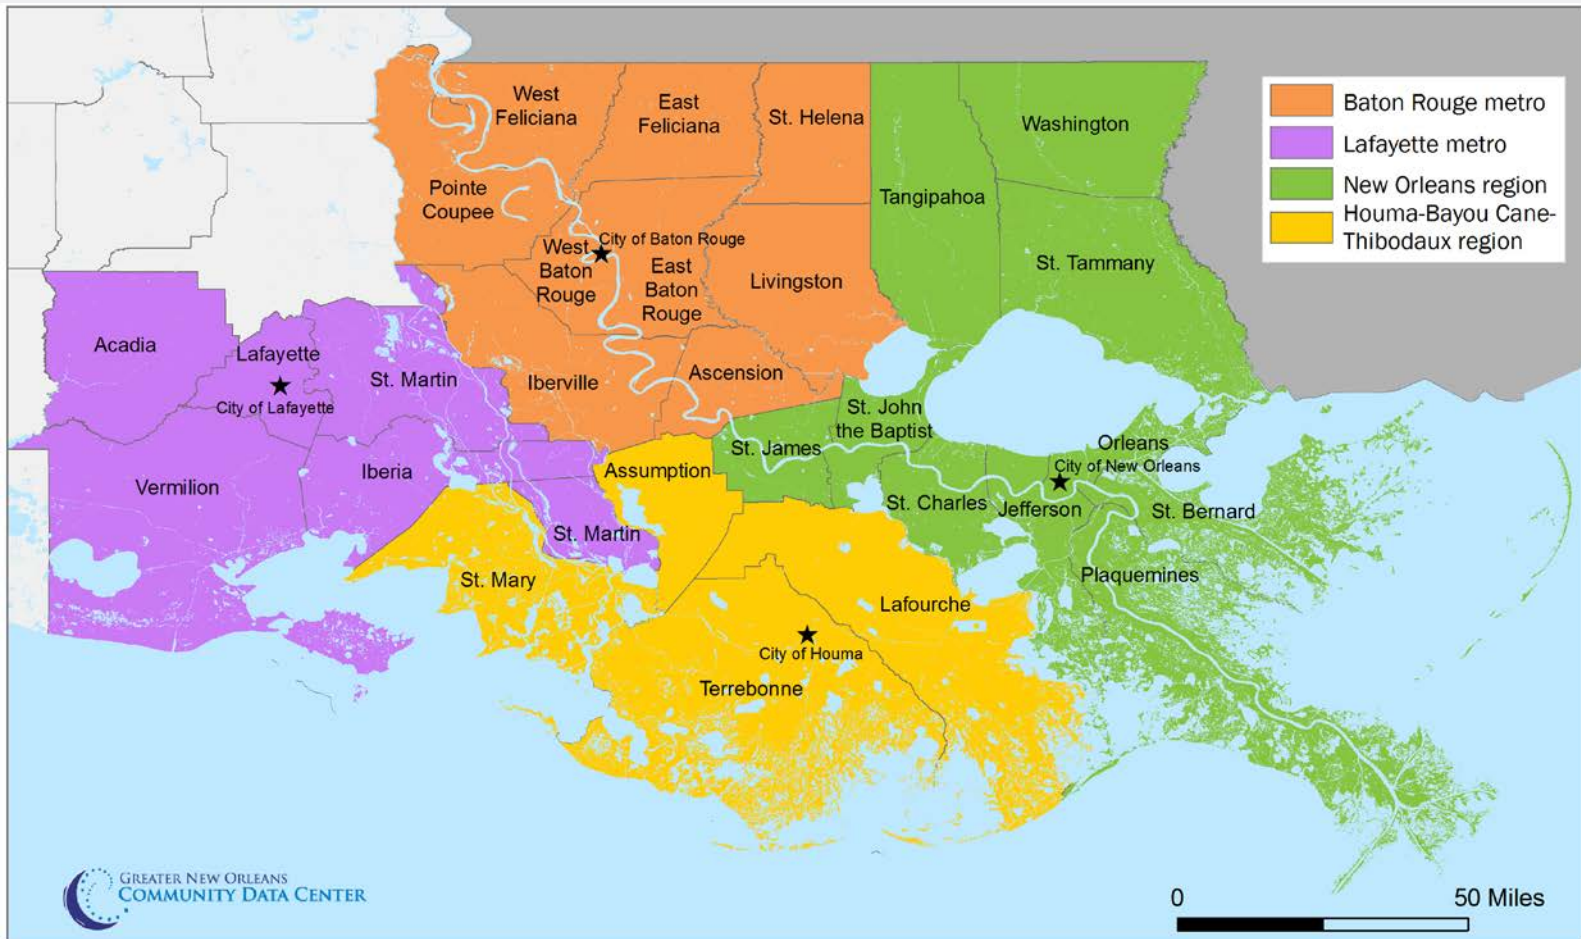 West
Feliciana
East
Feliciana
St. Helena
Washington
Baton Rouge metro
Lafayette metro
New Orleans region
Houma-Bayou Cane-
Thibodaux region
Pointe
Coupee
Tangipahoa
City of Baton Rouge
West
Baton
Rouge
East
Baton
Rouge
Livingston
St. Tammany
Acadia
Lafayette
City of Lafayette
St. Martin
Iberville
Ascension
St. John
the Baptist
St. James
Orleans
City of New Orleans
Vermilion
Iberia
Assumption
St. Charles
Jefferson
St. Bernard
St. Martin
St. Mary
Plaquemines
Lafourche
City of Houma
Terrebonne
GREATER NEW ORLEANS
COMMUNITY DATA CENTER
0 50 Miles